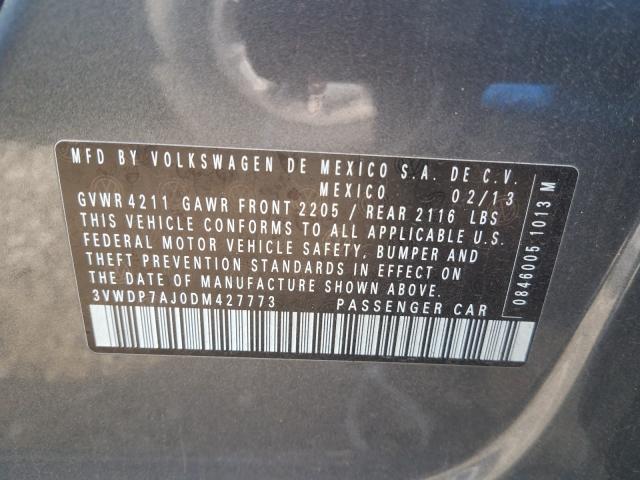 MFD BY VOLKSWAGEN DE MEXICO S.A. DE C.V.
MEXICO 02/13
GVWR 4211 GAWR FRONT 2205 / REAR 2116 LBS
THIS VEHICLE CONFORMS TO ALL APPLICABLE U.S.
FEDERAL MOTOR VEHICLE SAFETY, BUMPER AND
THEFT PREVENTION STANDARDS IN EFFECT ON
THE DATE OF MANUFACTURE SHOWN ABOVE.
3VWDP7AJ0DM427773 PASSENGER CAR
0846005 1013 M